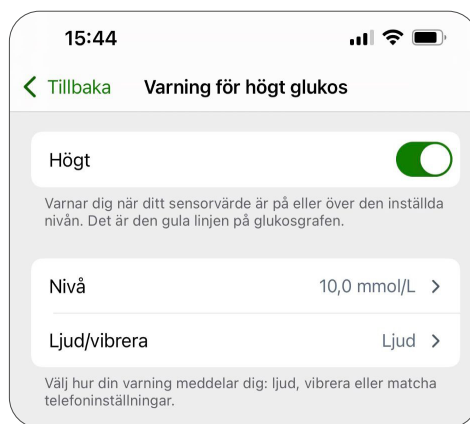 15:44
Tillbaka Varning för högt glukos
Högt
Varnar dig när ditt sensorvärde är på eller över den inställda
nivån. Det är den gula linjen på glukosgrafen.
Nivå 10,0 mmol/L
Ljud/vibrera Ljud
Välj hur din varning meddelar dig: ljud, vibrera eller matcha
telefoninställningar.